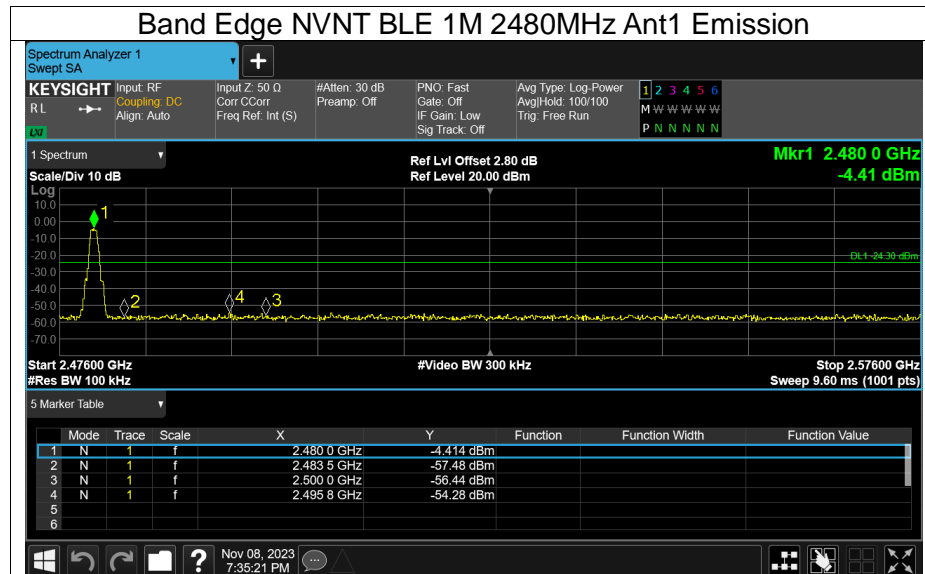 Band Edge NVNT BLE 1M 2480MHz Ant1 Emission
Spectrum Analyzer 1
Swept SA
KEYSIGHT Input: RF Input Z: 50 Ω #Atten: 30 dB PNO: Fast Avg Type: Log-Power 1 2 3 4 5 6
RL Coupling: DC Corr CCorr Preamp: Off Gate: Off Avg|Hold: 100/100 M W W W W W
Align: Auto Freq Ref: Int (S) IF Gain: Low Trig: Free Run
LXI Sig Track: Off P N N N N N
1 Spectrum Ref Lvl Offset 2.80 dB Mkr1 2.480 0 GHz
Scale/Div 10 dB Ref Level 20.00 dBm -4.41 dBm
Log
10.0
1
0.00
-10.0
-20.0
DL1 -24.30 dBm
-30.0
-40.0
-50.0 2 4 3
-60.0
-70.0
Start 2.47600 GHz #Video BW 300 kHz Stop 2.57600 GHz
#Res BW 100 kHz Sweep 9.60 ms (1001 pts)
5 Marker Table
Mode Trace Scale X Y Function Function Width Function Value
1 N 1 f 2.480 0 GHz -4.414 dBm
2 N 1 f 2.483 5 GHz -57.48 dBm
3 N 1 f 2.500 0 GHz -56.44 dBm
4 N 1 f 2.495 8 GHz -54.28 dBm
5
6
? Nov 08, 2023
7:35:21 PM